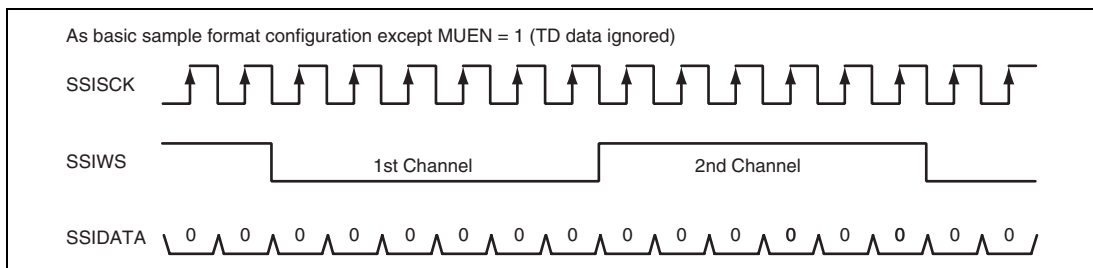 As basic sample format configuration except MUEN = 1 (TD data ignored)
SSISCK
SSIWS 1st Channel 2nd Channel
SSIDATA 0 0 0 0 0 0 0 0 0 0 0 0 0 0 0 0